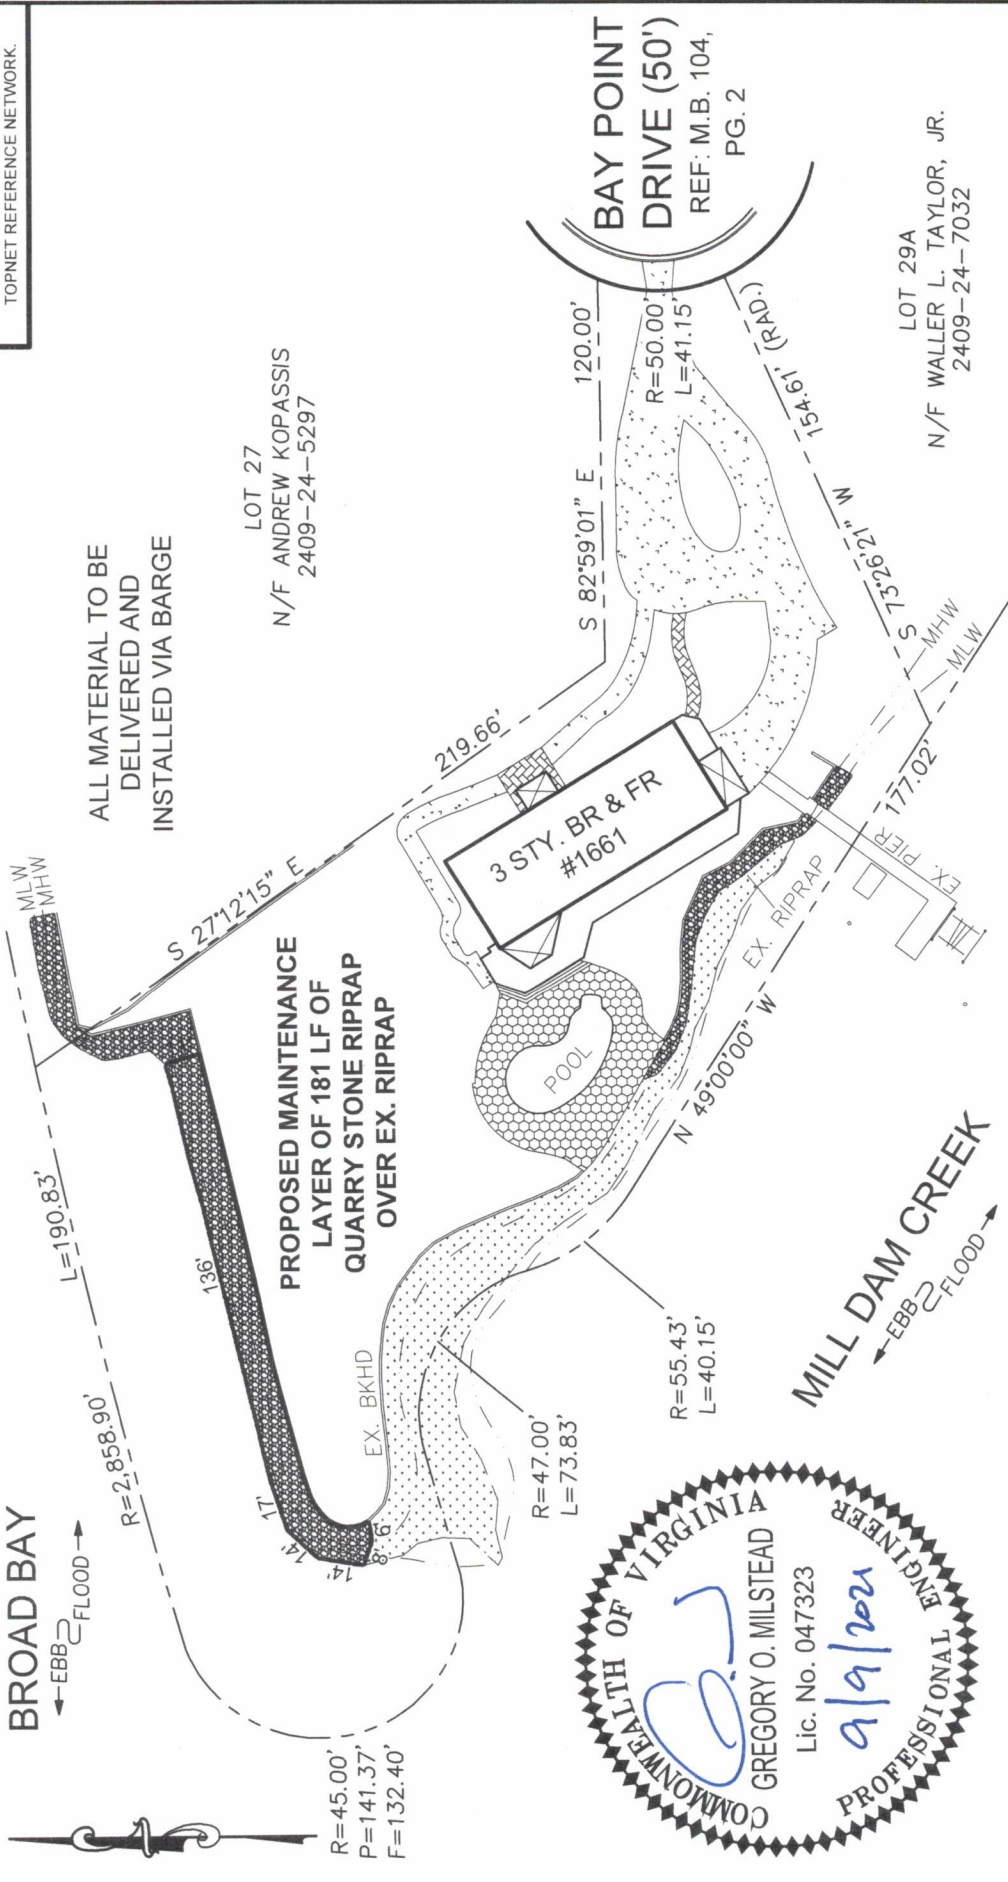 TOPNET REFERENCE NETWORK.
BROAD BAY
EBB
FLOOD
R=2,858.90'
L=190.83'
MLW
MHW
ALL MATERIAL TO BE
DELIVERED AND
INSTALLED VIA BARGE
LOT 27
N/F ANDREW KOPASSIS
2409-24-5297
BAY POINT
DRIVE (50')
REF: M.B. 104,
PG. 2
S 27°12'15" E
219.66'
S 82°59'01" E
120.00'
R=50.00'
L=41.15'
154.61' (RAD.)
S 73°26'21" W
LOT 29A
N/F WALLER L. TAYLOR, JR.
2409-24-7032
136'
17'
14'
14'
8'
6'
PROPOSED MAINTENANCE
LAYER OF 181 LF OF
QUARRY STONE RIPRAP
OVER EX. RIPRAP
3 STY. BR & FR
#1661
POOL
EX. BKHD
EX. RIPRAP
EX. PIER
MHW
MLW
177.02'
N 49°00'00" W
R=45.00'
P=141.37'
F=132.40'
R=47.00'
L=73.83'
R=55.43'
L=40.15'
MILL DAM CREEK
EBB
FLOOD
COMMONWEALTH OF VIRGINIA
GREGORY O. MILSTEAD
Lic. No. 047323
9/9/2021
PROFESSIONAL ENGINEER